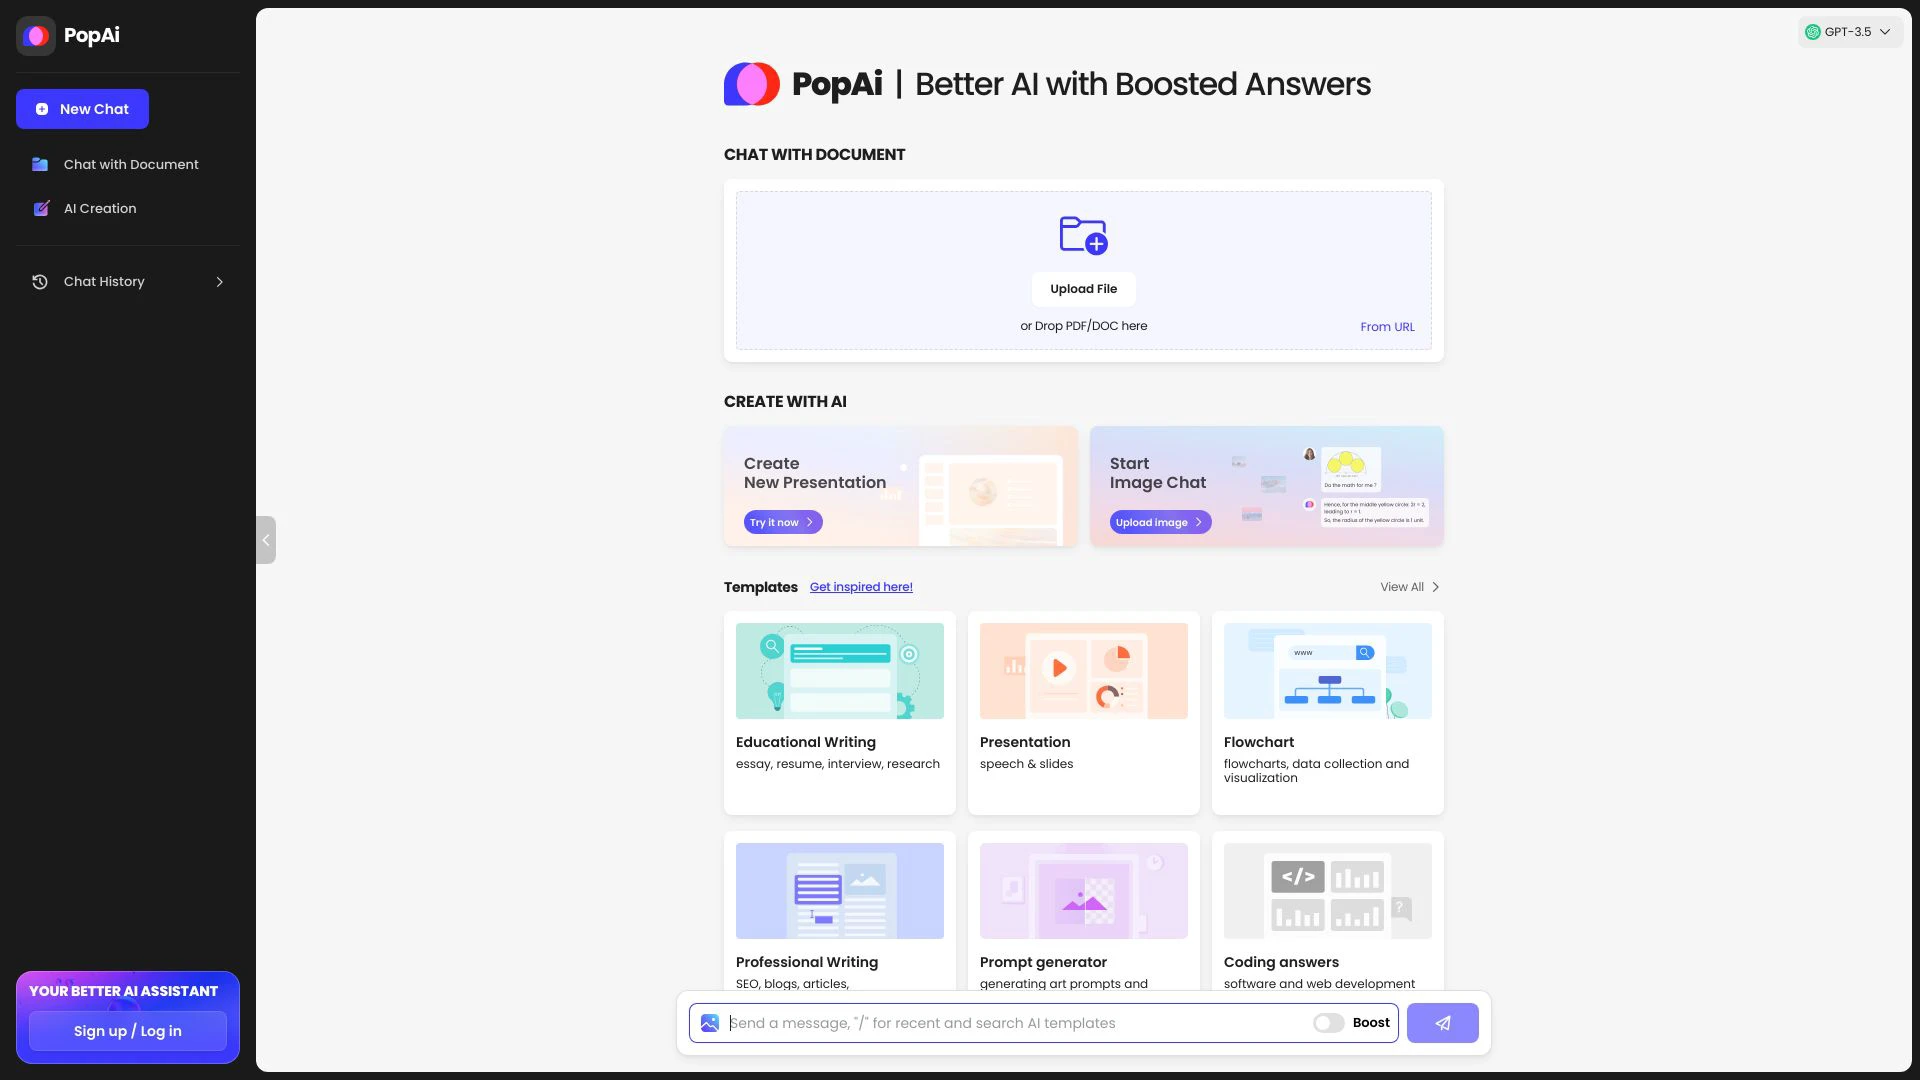 PopAi
New Chat
Chat with Document
AI Creation
Chat History
YOUR BETTER AI ASSISTANT
Sign up / Log in
GPT-3.5
PopAi | Better AI with Boosted Answers
CHAT WITH DOCUMENT
Upload File
or Drop PDF/DOC here
From URL
CREATE WITH AI
Create
New Presentation
Try it now
Start
Image Chat
Upload image
Do the math for me ?
Hence, for the middle yellow circle: 2r = 2,
leading to r = 1.
So, the radius of the yellow circle is 1 unit.
Templates Get inspired here!
View All
www
Educational Writing
essay, resume, interview, research
Presentation
speech & slides
Flowchart
flowcharts, data collection and
visualization
</>
?
Professional Writing
SEO, blogs, articles,
Prompt generator
generating art prompts and
Coding answers
software and web development
Send a message, "/" for recent and search AI templates
Boost